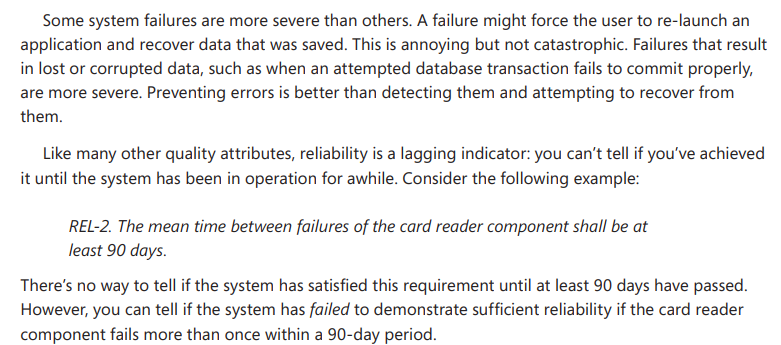 Some system failures are more severe than others. A failure might force the user to re-launch an
application and recover data that was saved. This is annoying but not catastrophic. Failures that result
in lost or corrupted data, such as when an attempted database transaction fails to commit properly,
are more severe. Preventing errors is better than detecting them and attempting to recover from
them.
Like many other quality attributes, reliability is a lagging indicator: you can’t tell if you’ve achieved
it until the system has been in operation for awhile. Consider the following example:
REL-2. The mean time between failures of the card reader component shall be at
least 90 days.
There’s no way to tell if the system has satisfied this requirement until at least 90 days have passed.
However, you can tell if the system has failed to demonstrate sufficient reliability if the card reader
component fails more than once within a 90-day period.